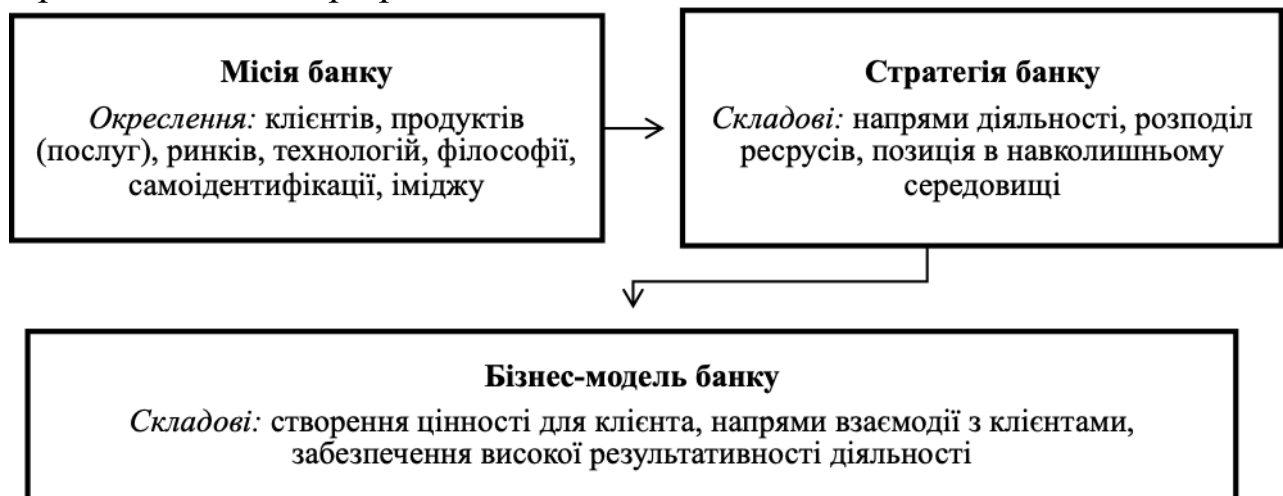 Місія банку
Окреслення: клієнтів, продуктів
(послуг), ринків, технологій, філософії,
самоідентифікації, іміджу
Стратегія банку
Складові: напрями діяльності, розподіл
ресрусів, позиція в навколишньому
середовищі
Бізнес-модель банку
Складові: створення цінності для клієнта, напрями взаємодії з клієнтами,
забезпечення високої результативності діяльності